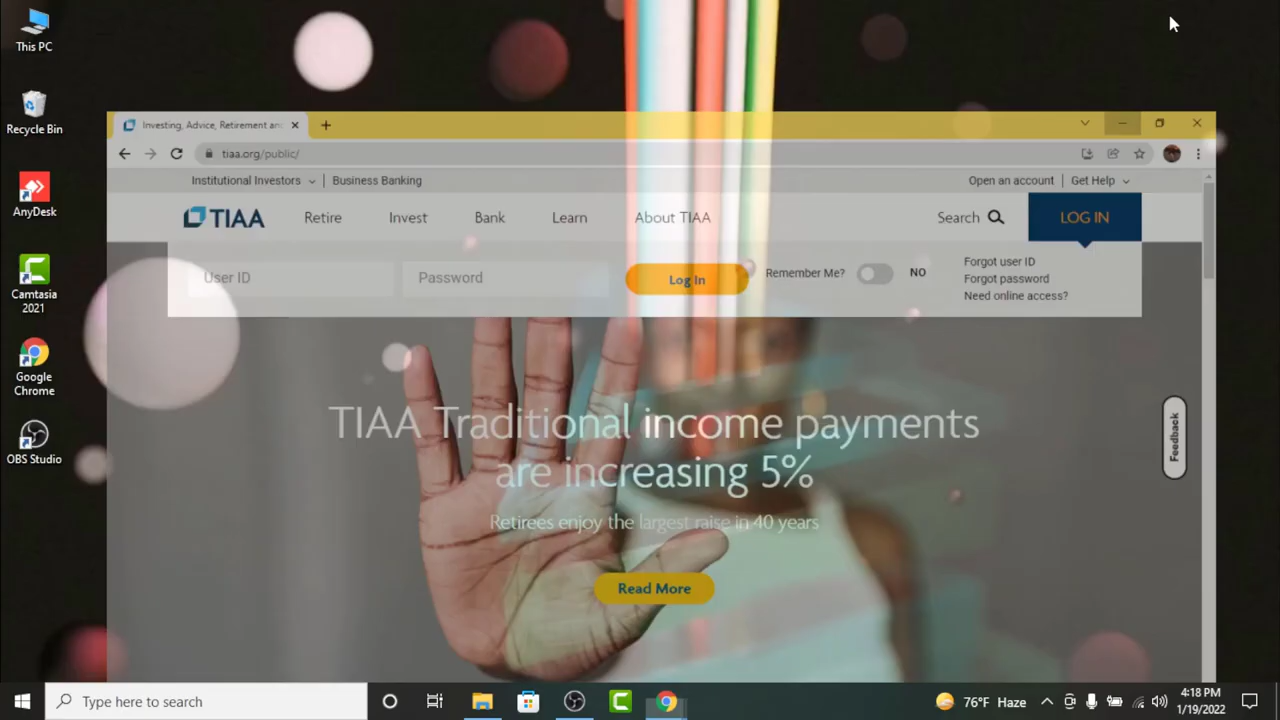 This PC
Recycle Bin
AnyDesk
Camtasia
2021
Google
Chrome
OBS Studio
Investing, Advice, Retirement an
tiaa.org/public/
Institutional Investors | Business Banking
Open an account Get Help
TIAA Retire Invest Bank Learn About TIAA Search LOG IN
User ID Password Log In Remember Me? NO
Forgot user ID
Forgot password
Need online access?
TIAA Traditional income payments
are increasing 5%
Retirees enjoy the largest raise in 40 years
Read More
Feedback
Type here to search
76°F Haze
4:18 PM
1/19/2022